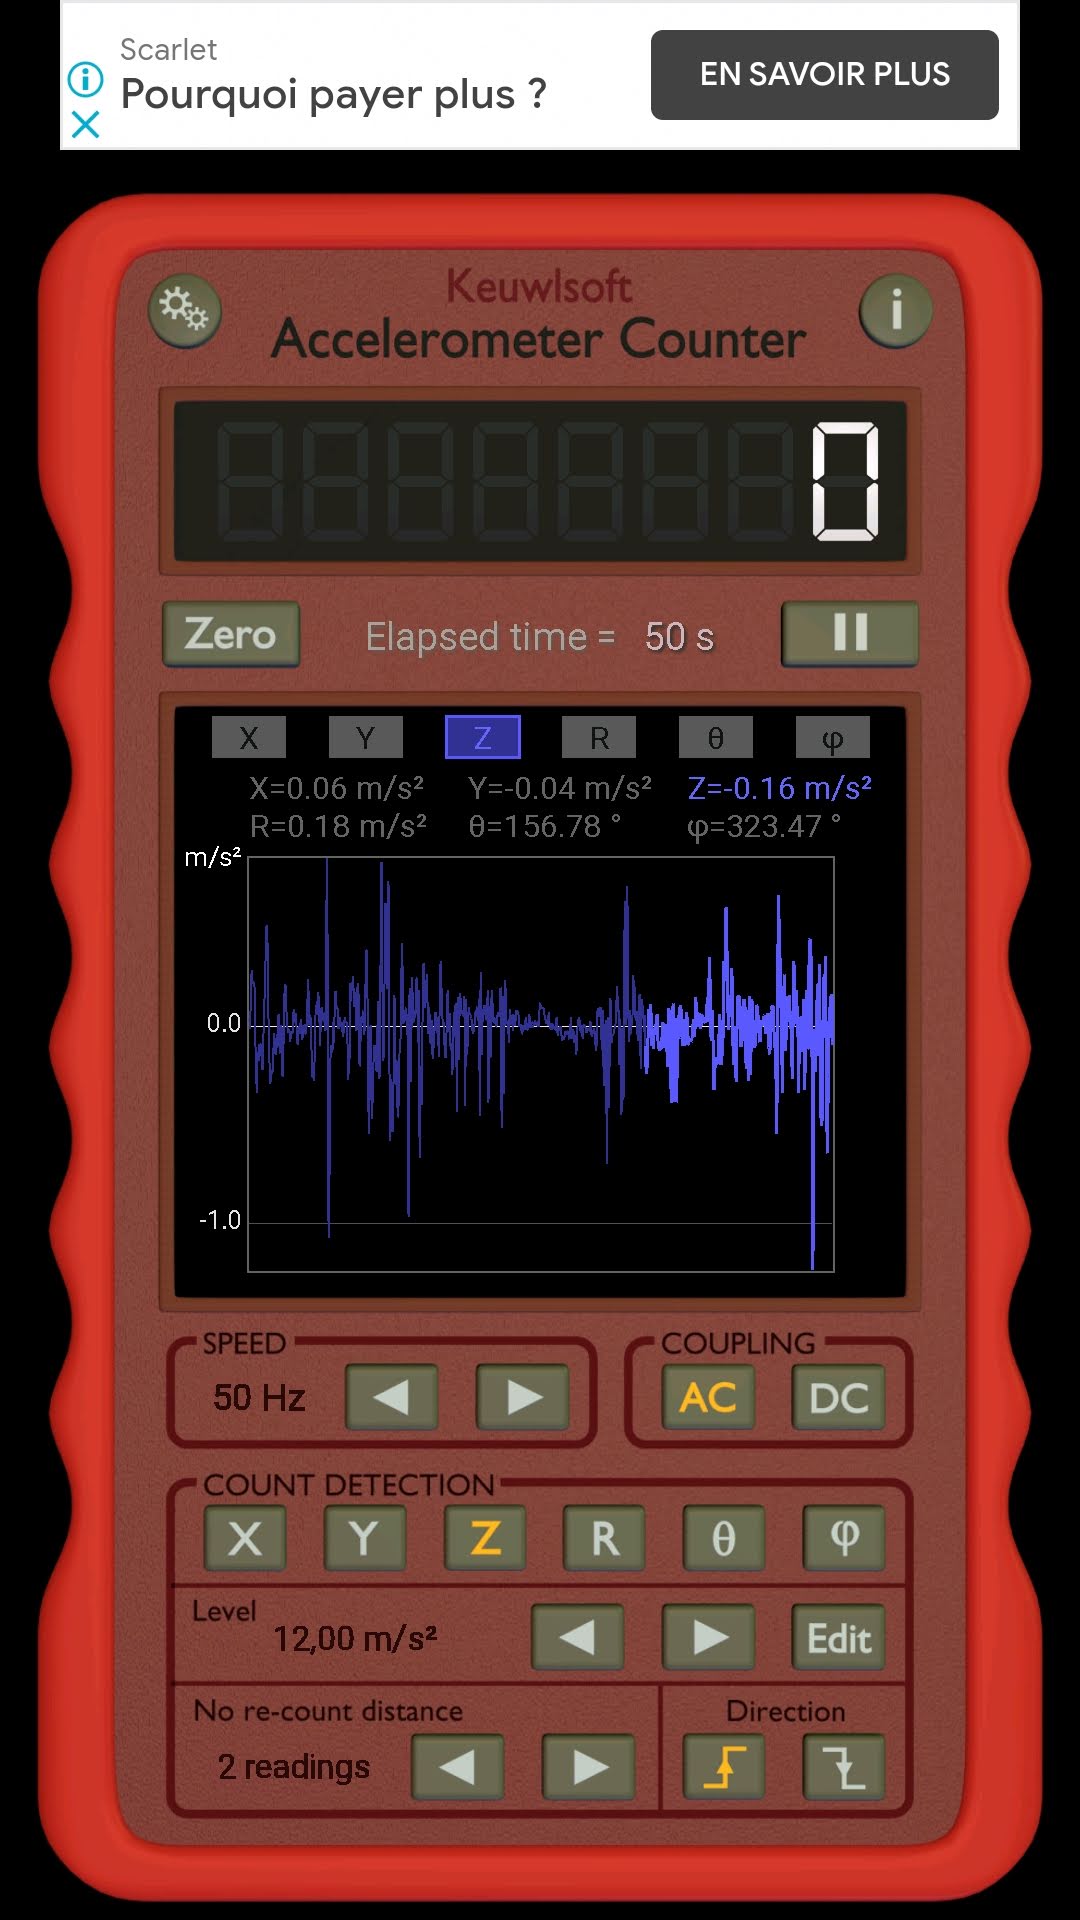 Scarlet
Pourquoi payer plus ?
EN SAVOIR PLUS
Keuwlsoft
Accelerometer Counter
0
Zero
Elapsed time = 50 s
X Y Z R θ φ
X=0.06 m/s² Y=-0.04 m/s² Z=-0.16 m/s²
R=0.18 m/s² θ=156.78 ° φ=323.47 °
m/s²
0.0
-1.0
SPEED
50 Hz
COUPLING
AC DC
COUNT DETECTION
X Y Z R θ φ
Level
12,00 m/s²
Edit
No re-count distance
2 readings
Direction